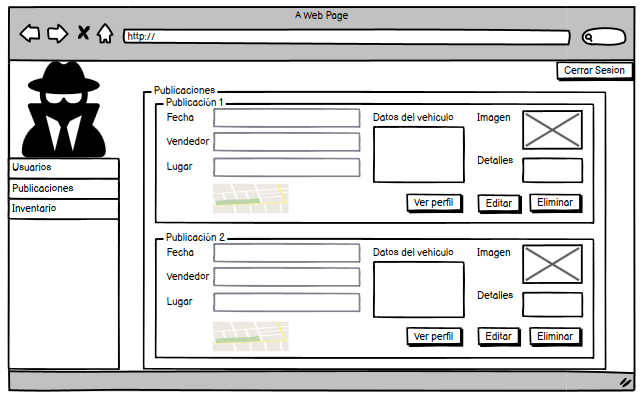 A Web Page
http://
Cerrar Sesion
Usuarios
Publicaciones
Inventario
Publicaciones
Publicación 1
Fecha
Vendedor
Lugar
Datos del vehiculo
Imagen
Detalles
Ver perfil
Editar
Eliminar
Publicación 2
Fecha
Vendedor
Lugar
Datos del vehiculo
Imagen
Detalles
Ver perfil
Editar
Eliminar